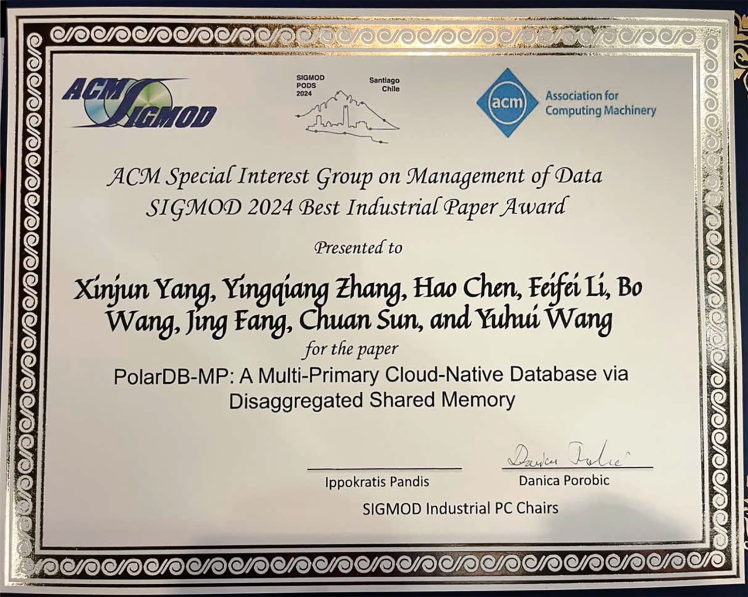 ACM SIGMOD
SIGMOD
PODS
2024
Santiago
Chile
acm
Association for
Computing Machinery
ACM Special Interest Group on Management of Data
SIGMOD 2024 Best Industrial Paper Award
Presented to
Xinjun Yang, Yingqiang Zhang, Hao Chen, Feifei Li, Bo
Wang, Jing Fang, Chuan Sun, and Yuhui Wang
for the paper
PolarDB-MP: A Multi-Primary Cloud-Native Database via
Disaggregated Shared Memory
Ippokratis Pandis
Danica Porobic
SIGMOD Industrial PC Chairs